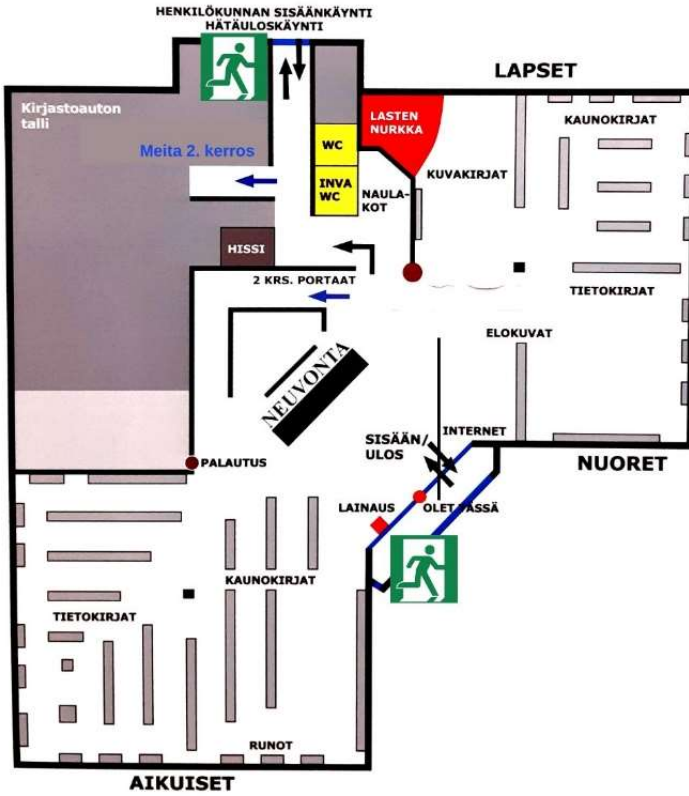 HENKILÖKUNNAN SISÄÄNKÄYNTI
HÄTÄULOSKÄYNTI
LAPSET
Kirjastoauton
talli
LASTEN
NURKKA
KAUNOKIRJAT
Meita 2. kerros
WC
KUVAKIRJAT
INVA
WC
NAULA-
KOT
HISSI
2 KRS. PORTAAT
TIETOKIRJAT
ELOKUVAT
NEUVONTA
INTERNET
SISÄÄN/
ULOS
NUORET
PALAUTUS
LAINAUS
OLET TÄSSÄ
KAUNOKIRJAT
TIETOKIRJAT
RUNOT
AIKUISET